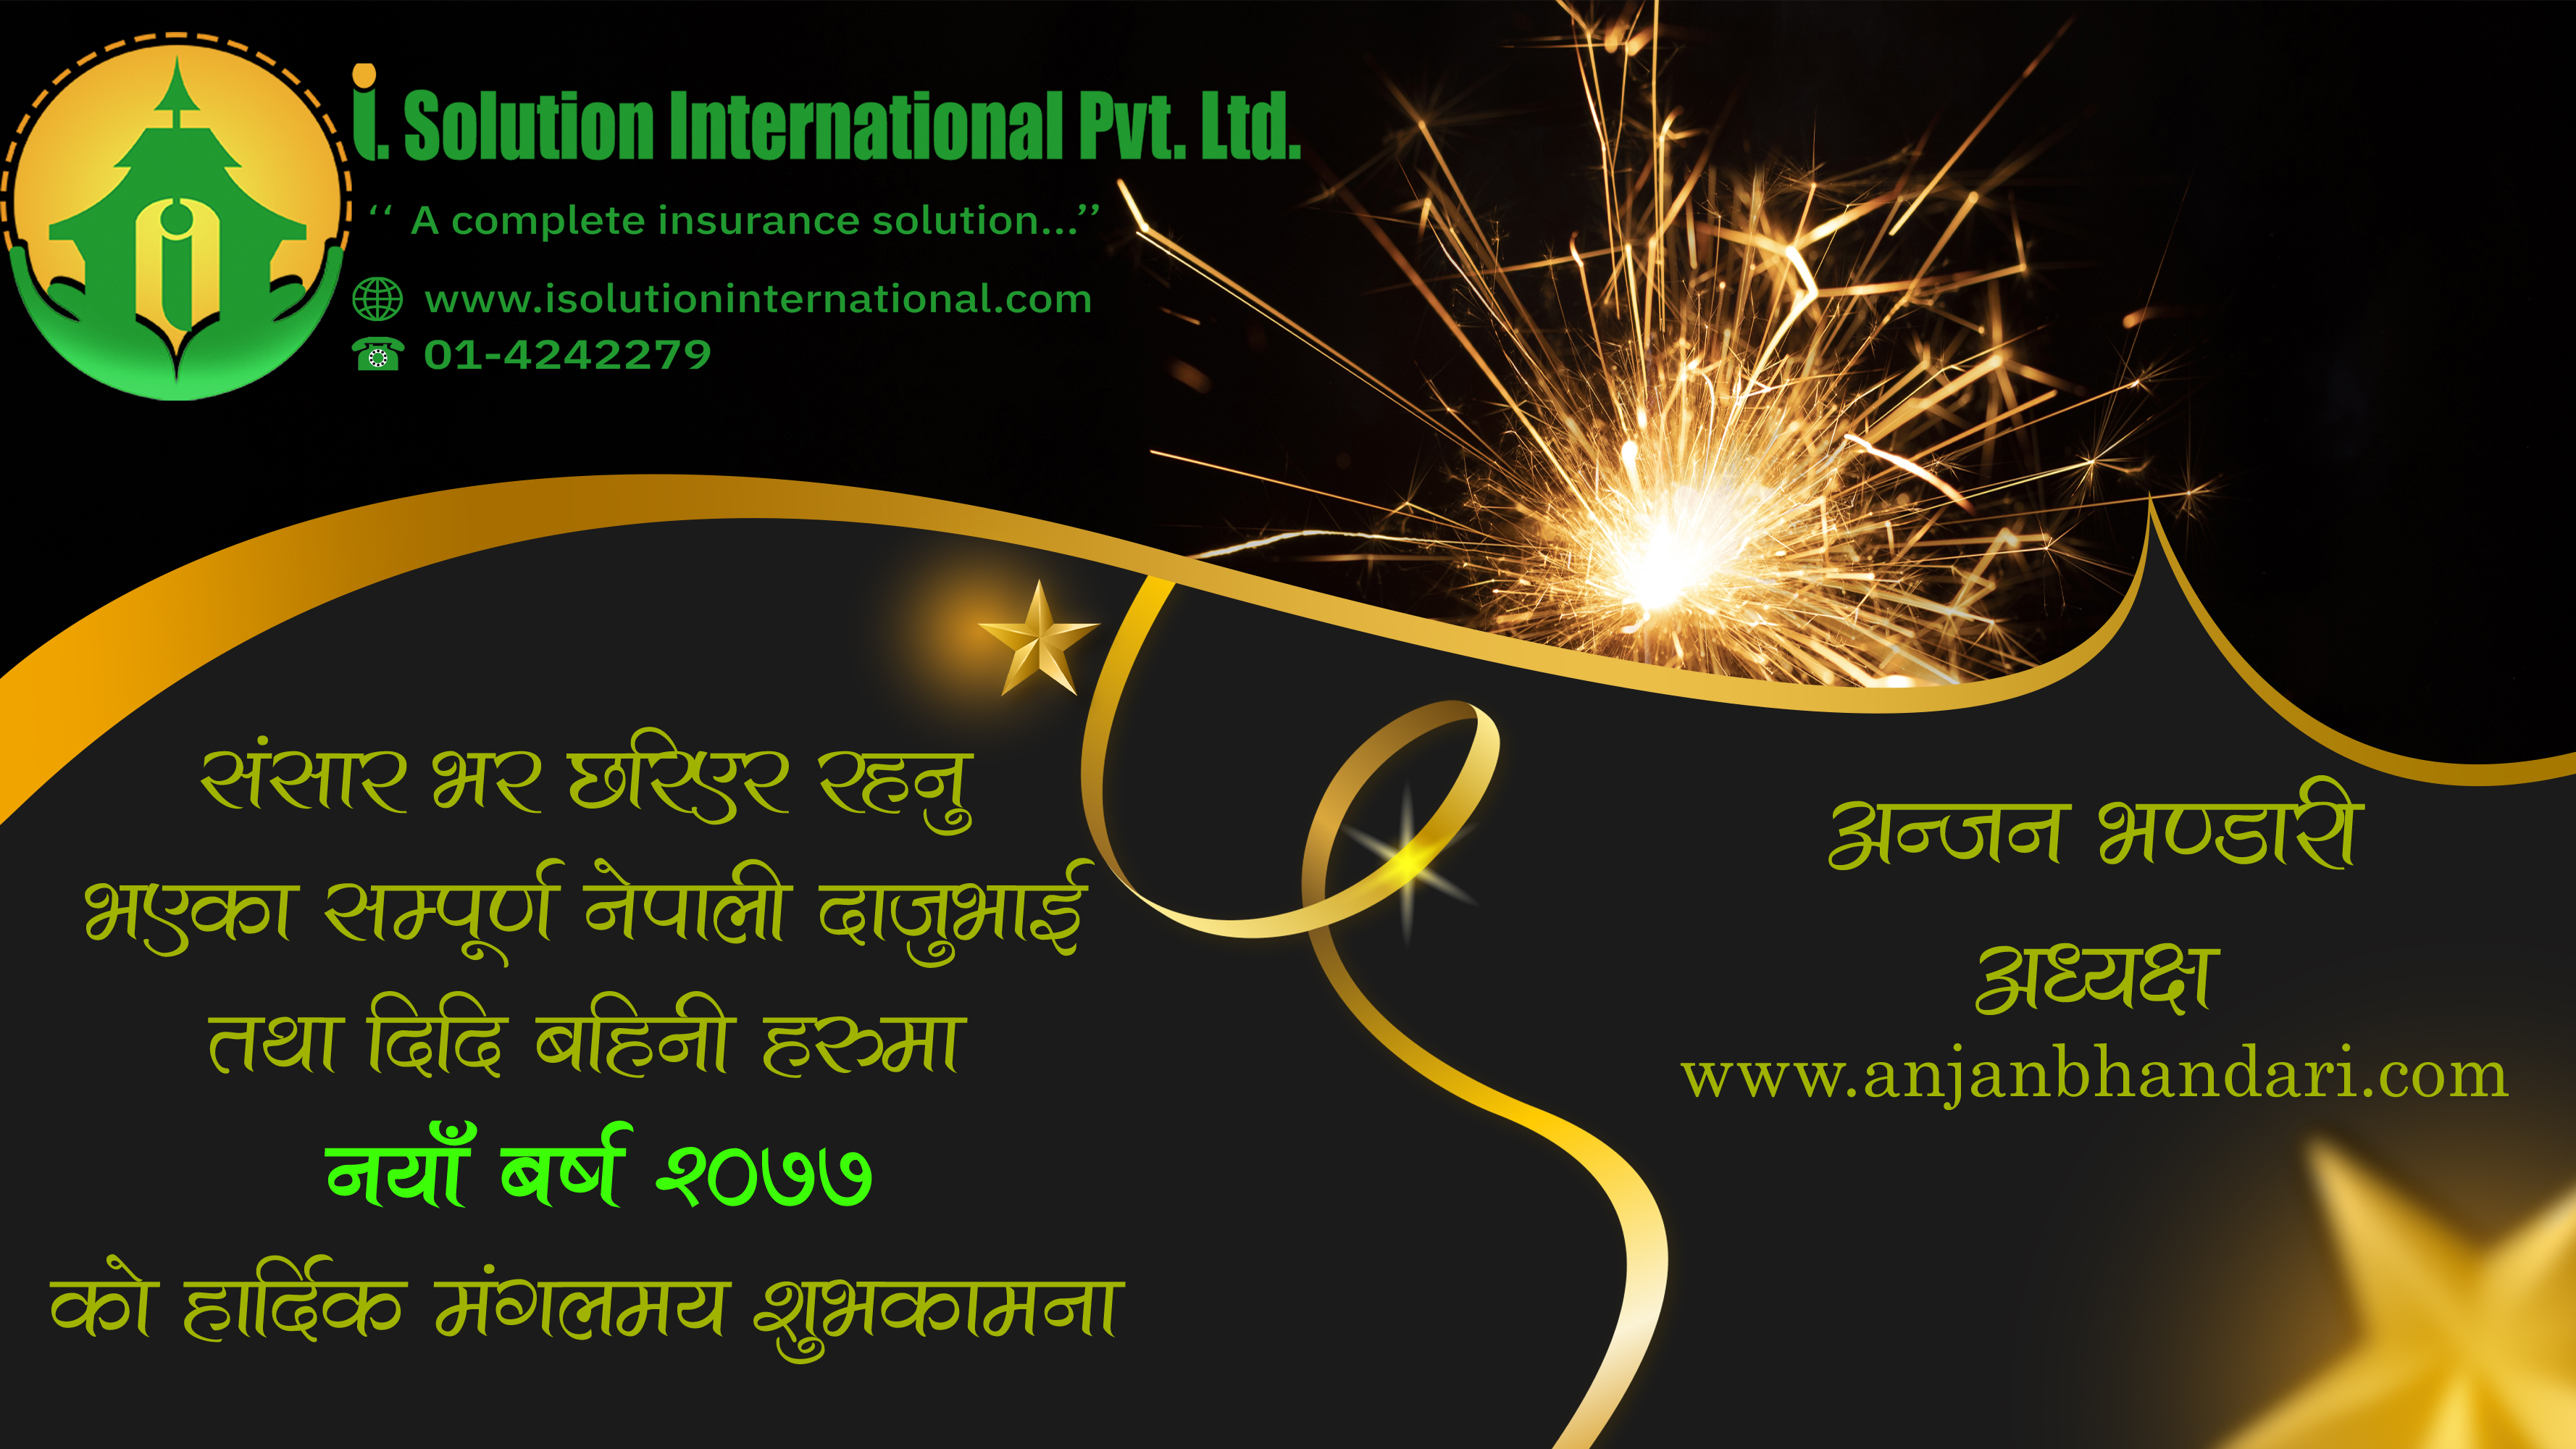 i. Solution International Pvt. Ltd.
“ A complete insurance solution...”
www.isolutioninternational.com
01-4242279
संसार भर छरिएर रहनु
भएका सम्पूर्ण नेपाली दाजुभाई
तथा दिदि बहिनी हरुमा
नयाँ बर्ष २०७७
को हार्दिक मंगलमय शुभकामना
अन्जन भण्डारी
अध्यक्ष
www.anjanbhandari.com